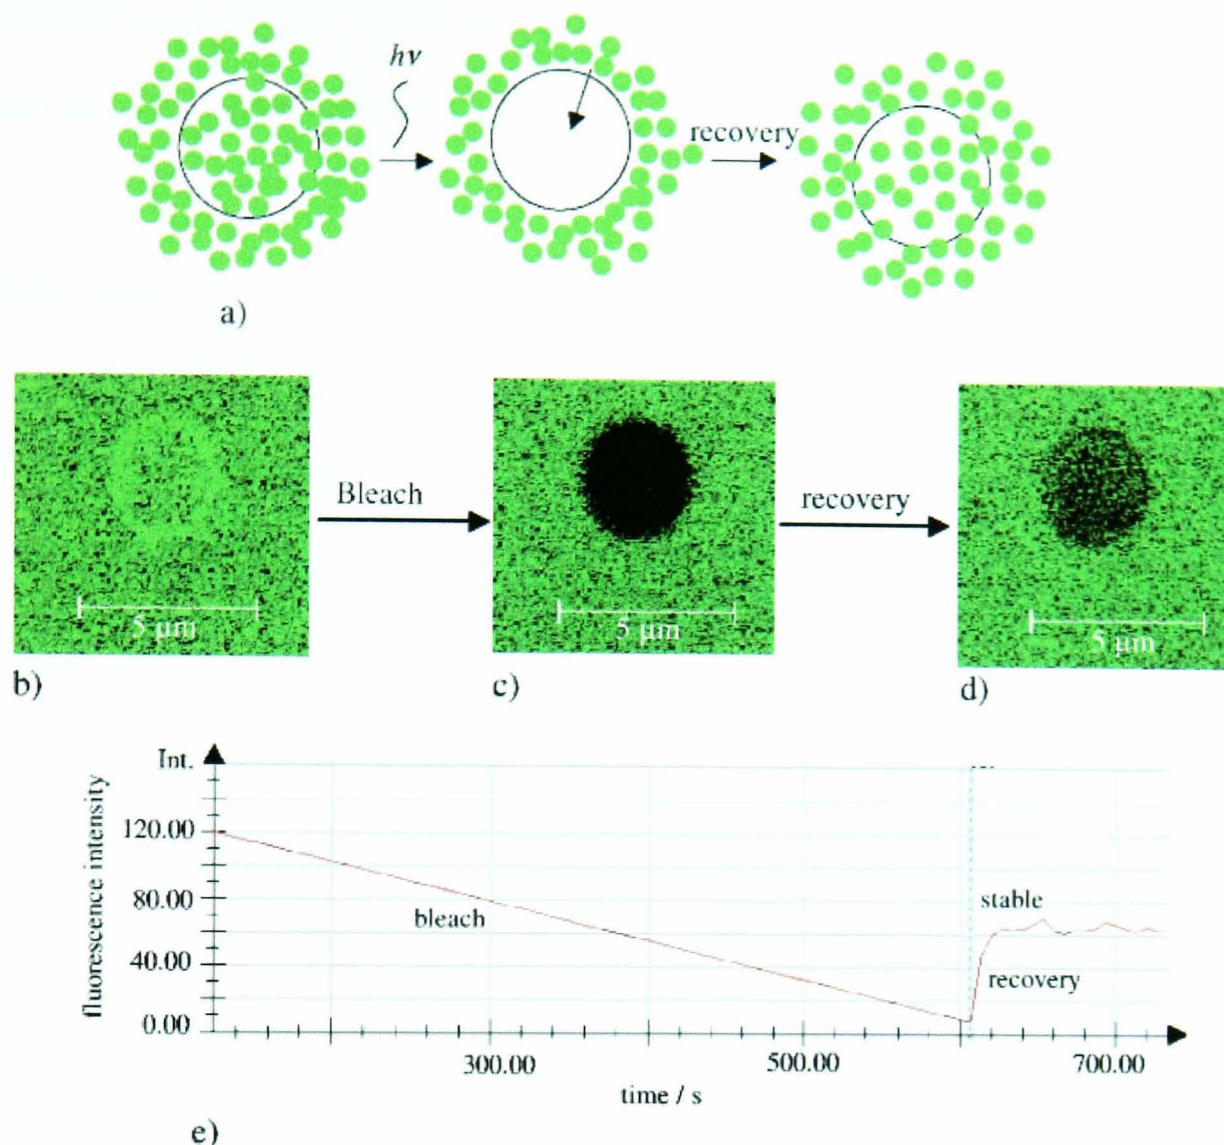 hν
recovery
a)
Bleach
recovery
5 µm
5 µm
5 µm
b)
c)
d)
Int.
fluorescence intensity
120.00
80.00
40.00
0.00
bleach
stable
recovery
300.00
500.00
700.00
time / s
e)